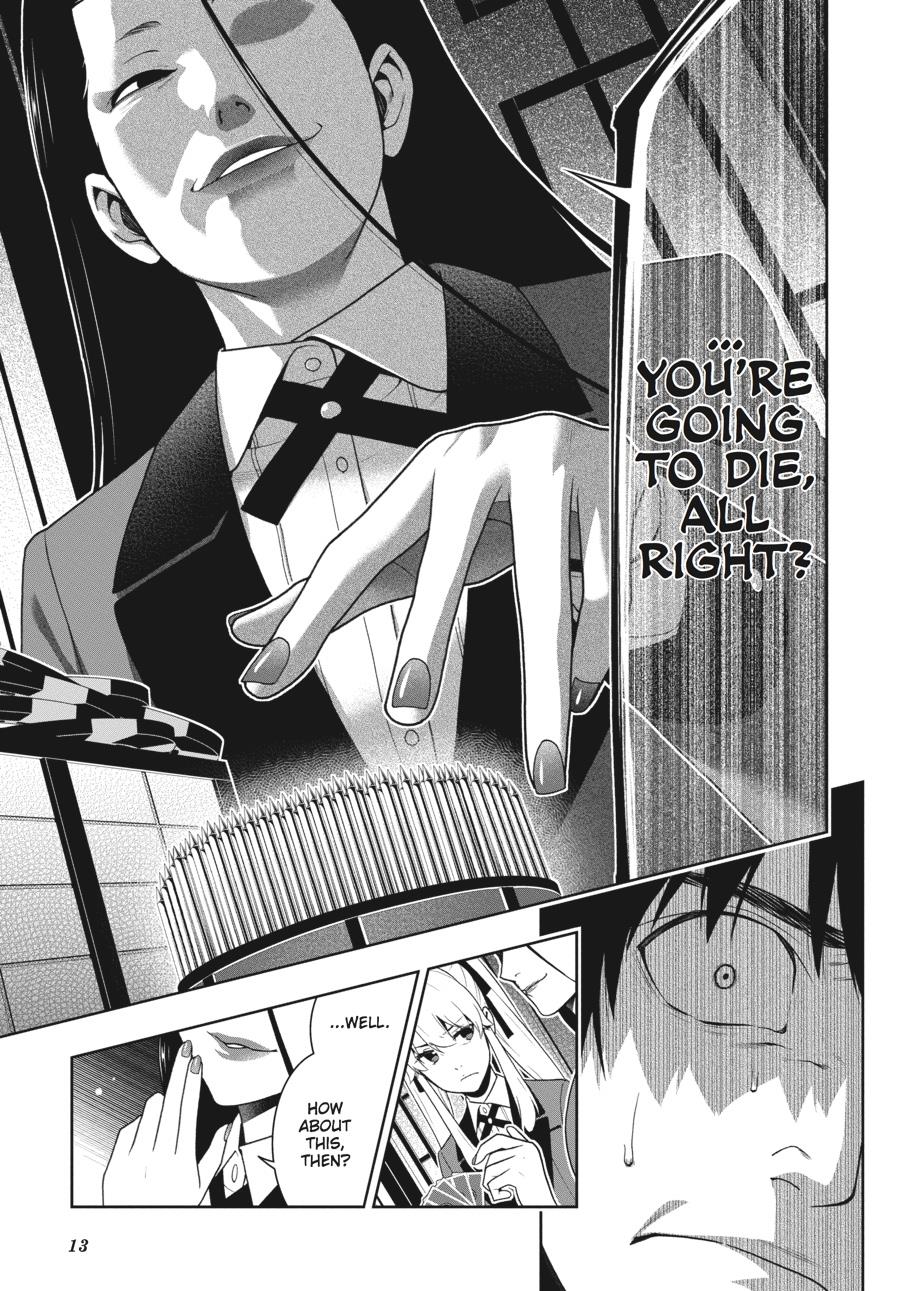 ...
YOU'RE
GOING
TO DIE,
ALL
RIGHT?
...WELL.
HOW
ABOUT
THIS,
THEN?
13